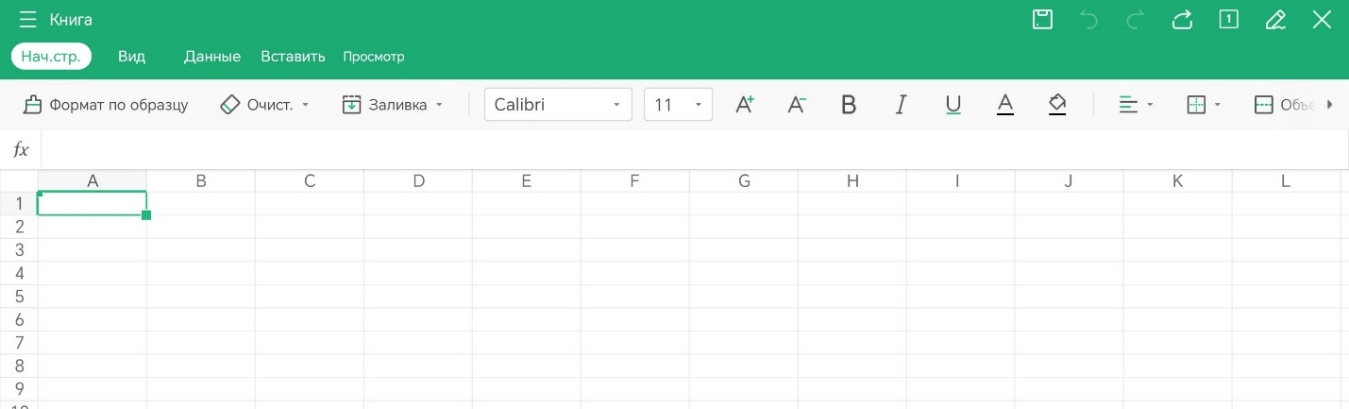 Книга
1
Нач.стр. Вид Данные Вставить Просмотр
Формат по образцу Очист. Заливка Calibri 11 A+ A- B I U A
fx
A B C D E F G H I J K L
1
2
3
4
5
6
7
8
9